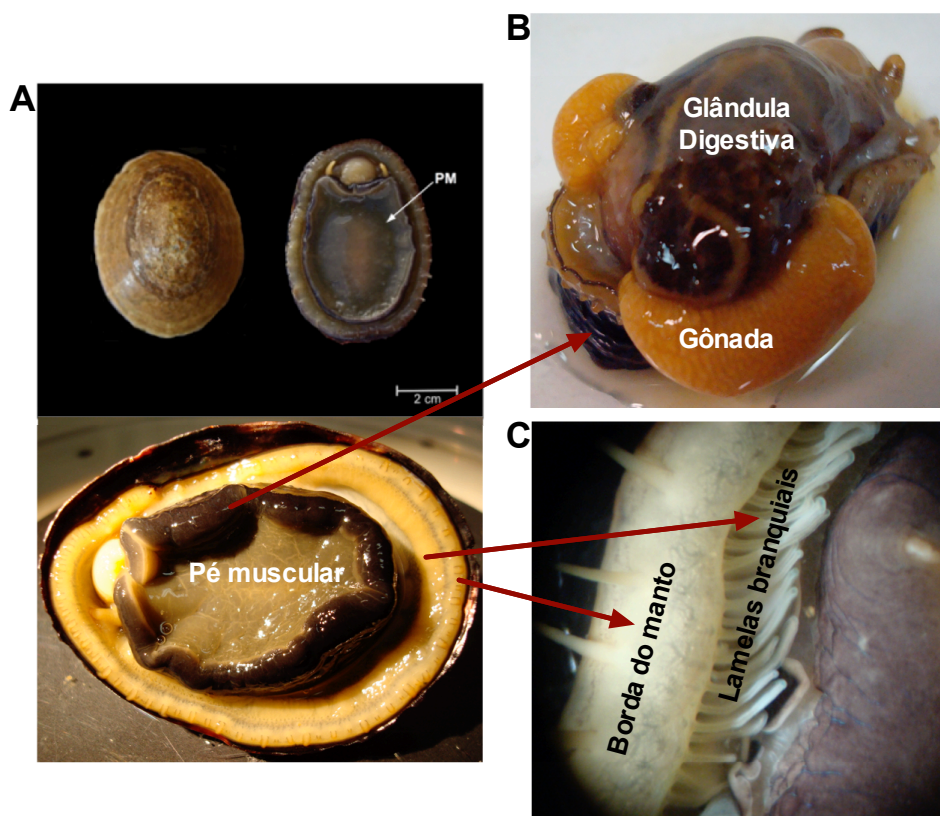 A
PM
2 cm
Pé muscular
B
Glândula
Digestiva
Gônada
C
Borda do manto
Lamelas branquiais